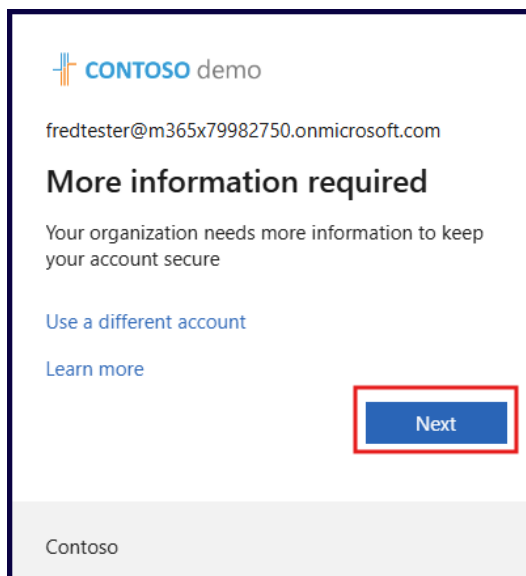 CONTOSO demo
fredtester@m365x79982750.onmicrosoft.com
More information required
Your organization needs more information to keep
your account secure
Use a different account
Learn more
Next
Contoso